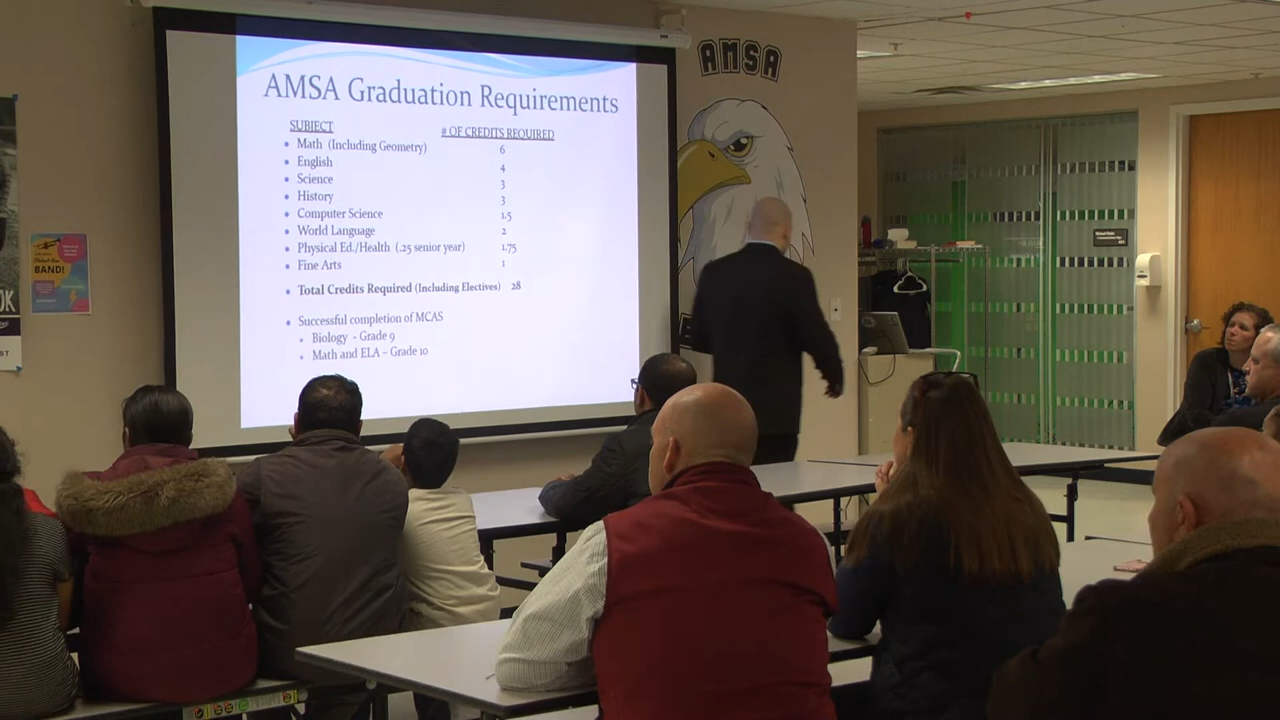 AMSA Graduation Requirements
SUBJECT # OF CREDITS REQUIRED
• Math (Including Geometry) 6
• English 4
• Science 3
• History 3
• Computer Science 1.5
• World Language 2
• Physical Ed./Health (.25 senior year) 1.75
• Fine Arts 1
• Total Credits Required (Including Electives) 28
• Successful completion of MCAS
• Biology - Grade 9
• Math and ELA – Grade 10
AMSA
BAND!